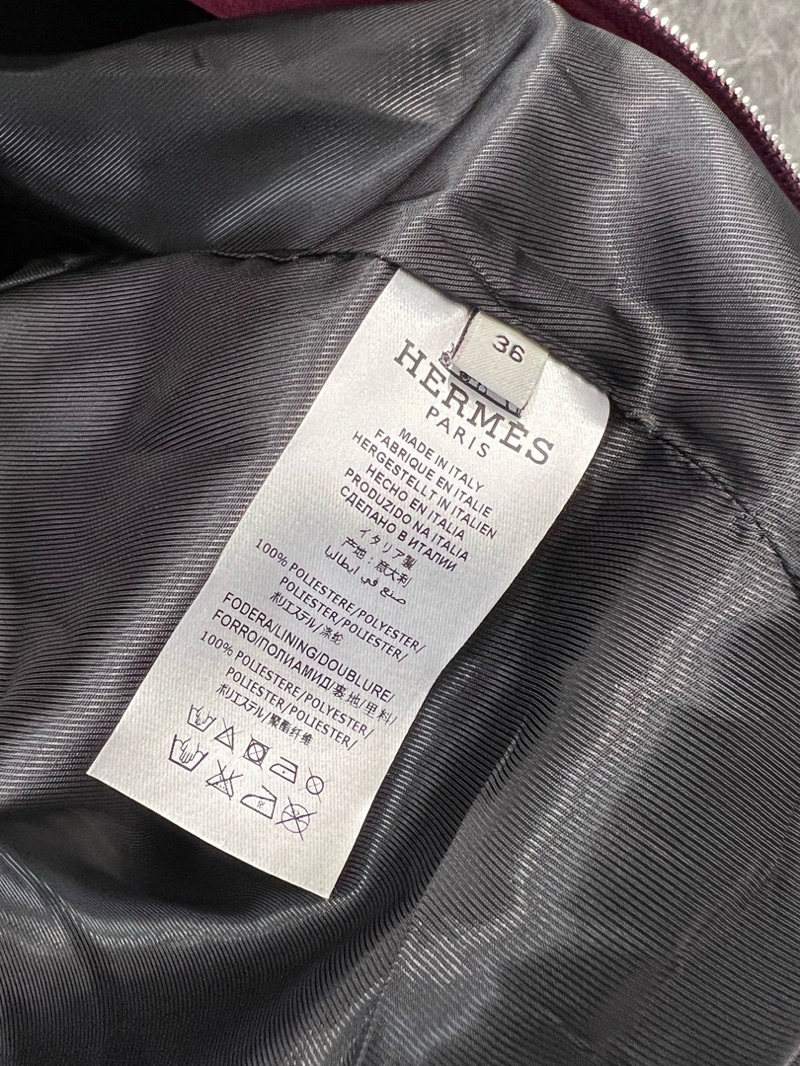 36
HERMES
PARIS
MADE IN ITALY
FABRIQUE EN ITALIE
HERGESTELLT IN ITALIEN
HECHO EN ITALIA
PRODUZIDO NA ITALIA
СДЕЛАНО В ИТАЛИИ
イタリア製
产地：意大利
صنع في ايطاليا
100% POLIESTERE/POLYESTER/
POLIESTER/POLIESTER/
ポリエステル/涤纶
FODERA/LINING/DOUBLURE/
FORRO/ПОЛИАМИД/裏地/里料/
100% POLIESTERE/POLYESTER/
POLIESTER/POLIESTER/
ポリエステル/聚酯纤维